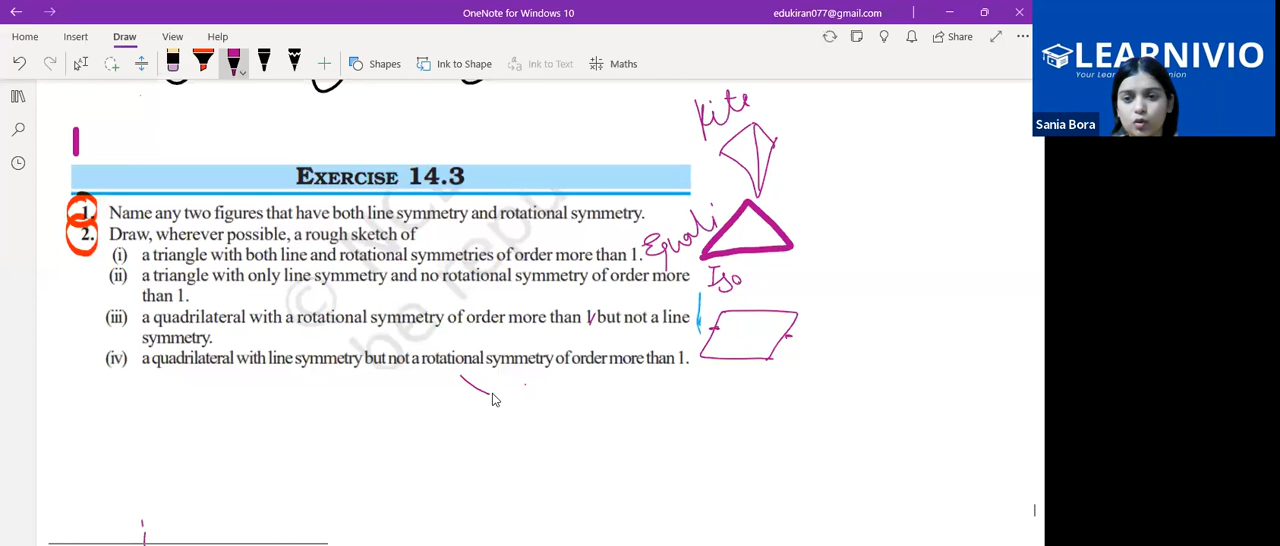 OneNote for Windows 10
edukiran077@gmail.com
Home
Insert
Draw
View
Help
Share
Shapes
Ink to Shape
Ink to Text
Maths
LEARNIVIO
Sania Bora
Kite
EXERCISE 14.3
1. Name any two figures that have both line symmetry and rotational symmetry.
2. Draw, wherever possible, a rough sketch of
(i) a triangle with both line and rotational symmetries of order more than 1.
Equali
(ii) a triangle with only line symmetry and no rotational symmetry of order more
than 1.
Iso
(iii) a quadrilateral with a rotational symmetry of order more than 1 but not a line
symmetry.
(iv) a quadrilateral with line symmetry but not a rotational symmetry of order more than 1.